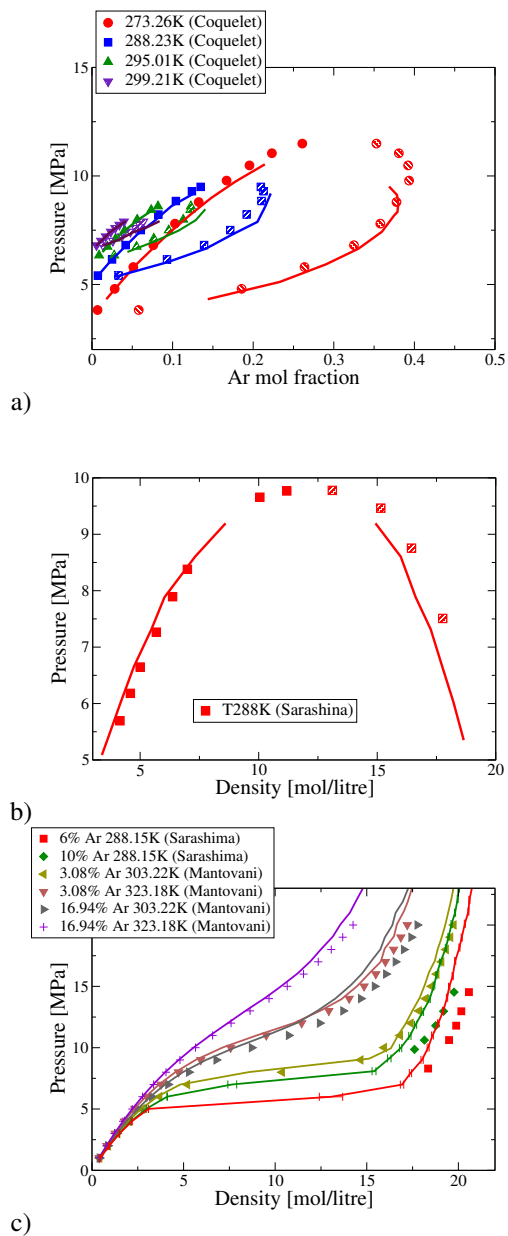 273.26K (Coquelet)
288.23K (Coquelet)
295.01K (Coquelet)
299.21K (Coquelet)
15
10
5
Pressure [MPa]
0 0.1 0.2 0.3 0.4 0.5
Ar mol fraction
a)
10
9
8
7
6
5
Pressure [MPa]
T288K (Sarashina)
5 10 15 20
Density [mol/litre]
b)
6% Ar 288.15K (Sarashima)
10% Ar 288.15K (Sarashima)
3.08% Ar 303.22K (Mantovani)
3.08% Ar 323.18K (Mantovani)
16.94% Ar 303.22K (Mantovani)
16.94% Ar 323.18K (Mantovani)
20
15
10
5
0
Pressure [MPa]
0 5 10 15 20
Density [mol/litre]
c)